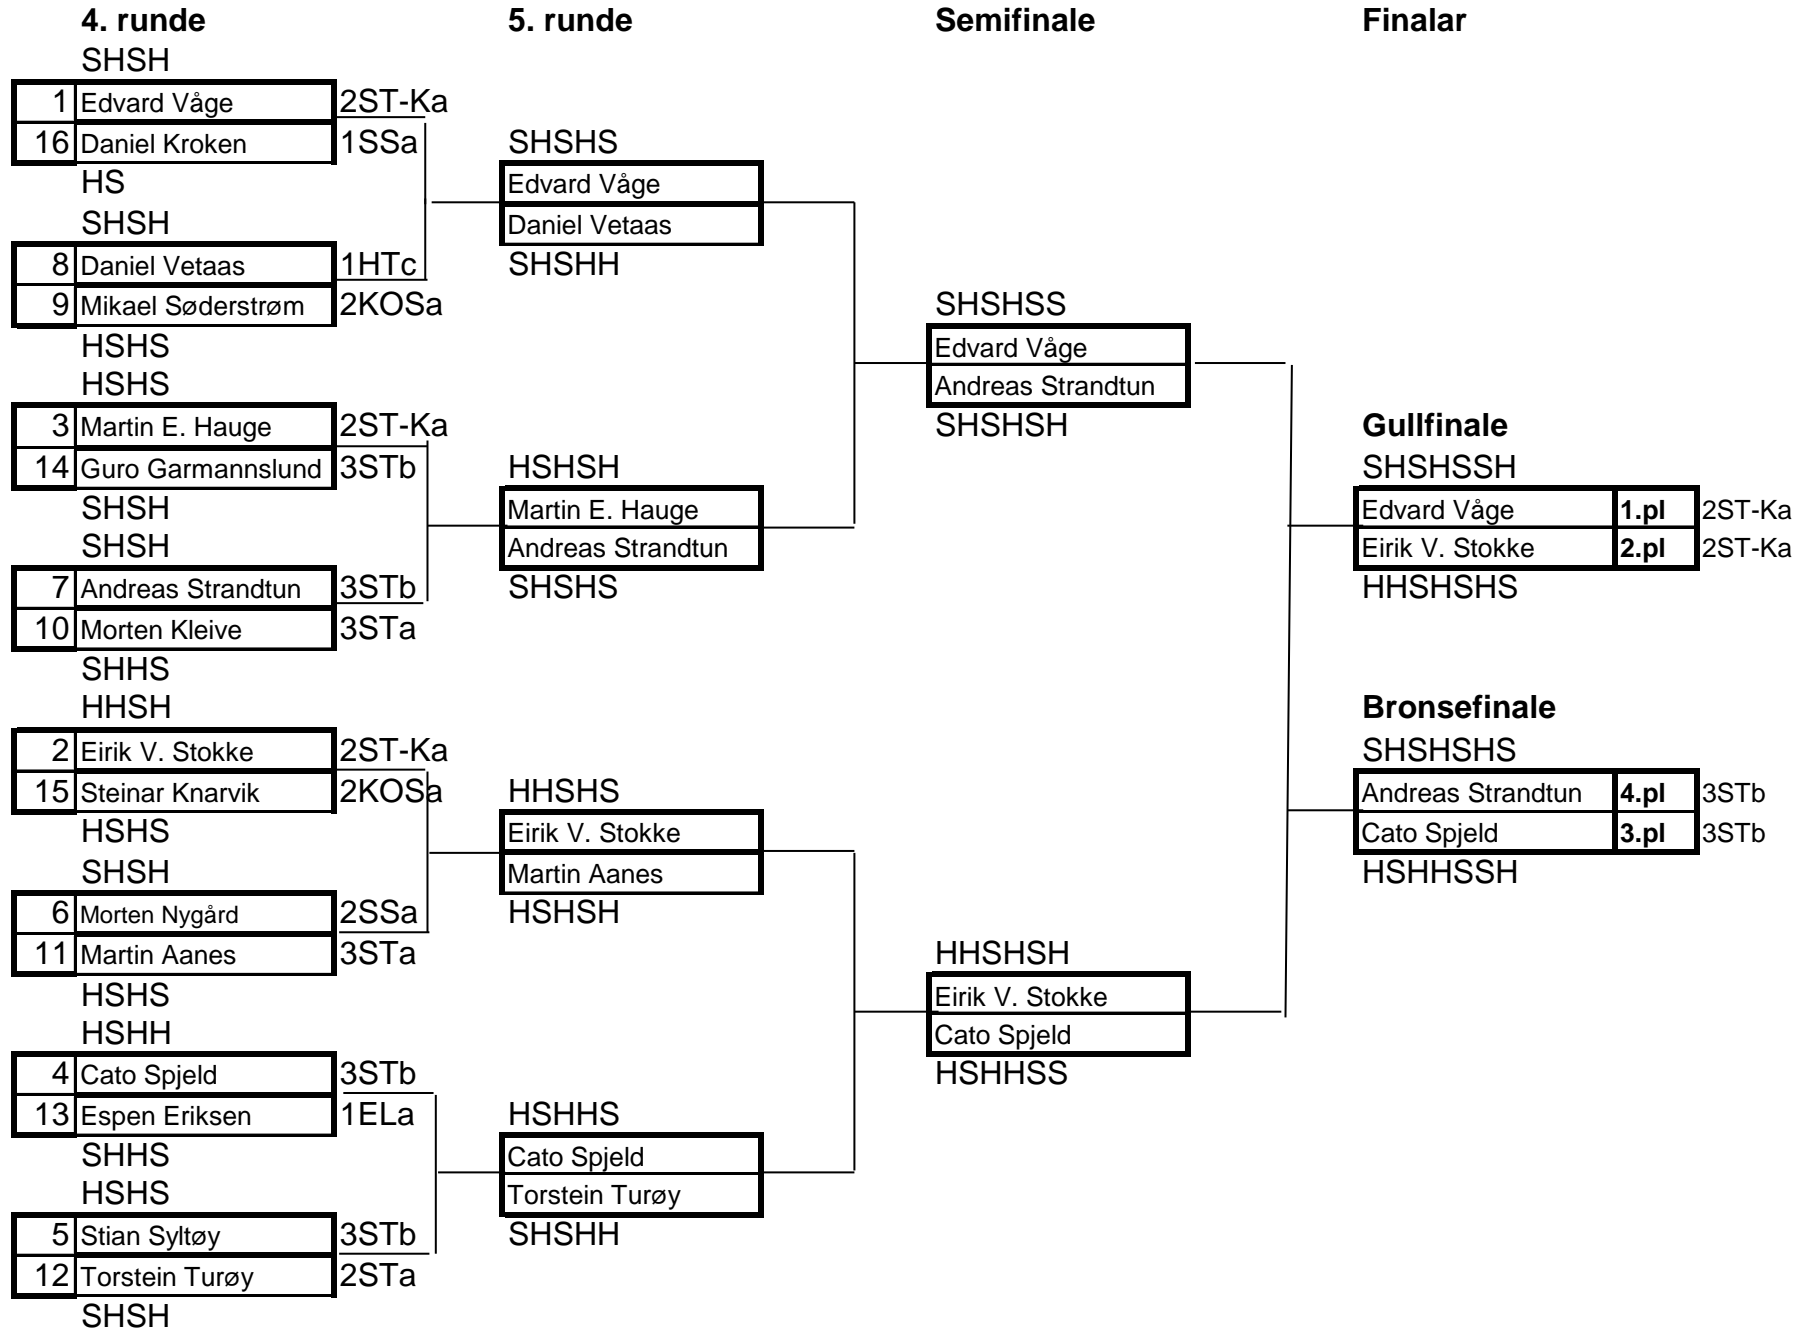 4. runde 5. runde Semifinale Finalar
SHSH
1 Edvard Våge 2ST-Ka
16 Daniel Kroken 1SSa
HS
SHSH
8 Daniel Vetaas 1HTc
9 Mikael Søderstrøm 2KOSa
HSHS
HSHS
3 Martin E. Hauge 2ST-Ka
14 Guro Garmannslund 3STb
SHSH
SHSH
7 Andreas Strandtun 3STb
10 Morten Kleive 3STa
SHHS
HHSH
2 Eirik V. Stokke 2ST-Ka
15 Steinar Knarvik 2KOSa
HSHS
SHSH
6 Morten Nygård 2SSa
11 Martin Aanes 3STa
HSHS
HSHH
4 Cato Spjeld 3STb
13 Espen Eriksen 1ELa
SHHS
HSHS
5 Stian Syltøy 3STb
12 Torstein Turøy 2STa
SHSH
SHSHS
Edvard Våge
Daniel Vetaas
SHSHH
HSHSH
Martin E. Hauge
Andreas Strandtun
SHSHS
HHSHS
Eirik V. Stokke
Martin Aanes
HSHSH
HSHHS
Cato Spjeld
Torstein Turøy
SHSHH
SHSHSS
Edvard Våge
Andreas Strandtun
SHSHSH
HHSHSH
Eirik V. Stokke
Cato Spjeld
HSHHSS
Gullfinale
SHSHSSH
Edvard Våge 1.pl 2ST-Ka
Eirik V. Stokke 2.pl 2ST-Ka
HHSHSHS
Bronsefinale
SHSHSHS
Andreas Strandtun 4.pl 3STb
Cato Spjeld 3.pl 3STb
HSHHSSH